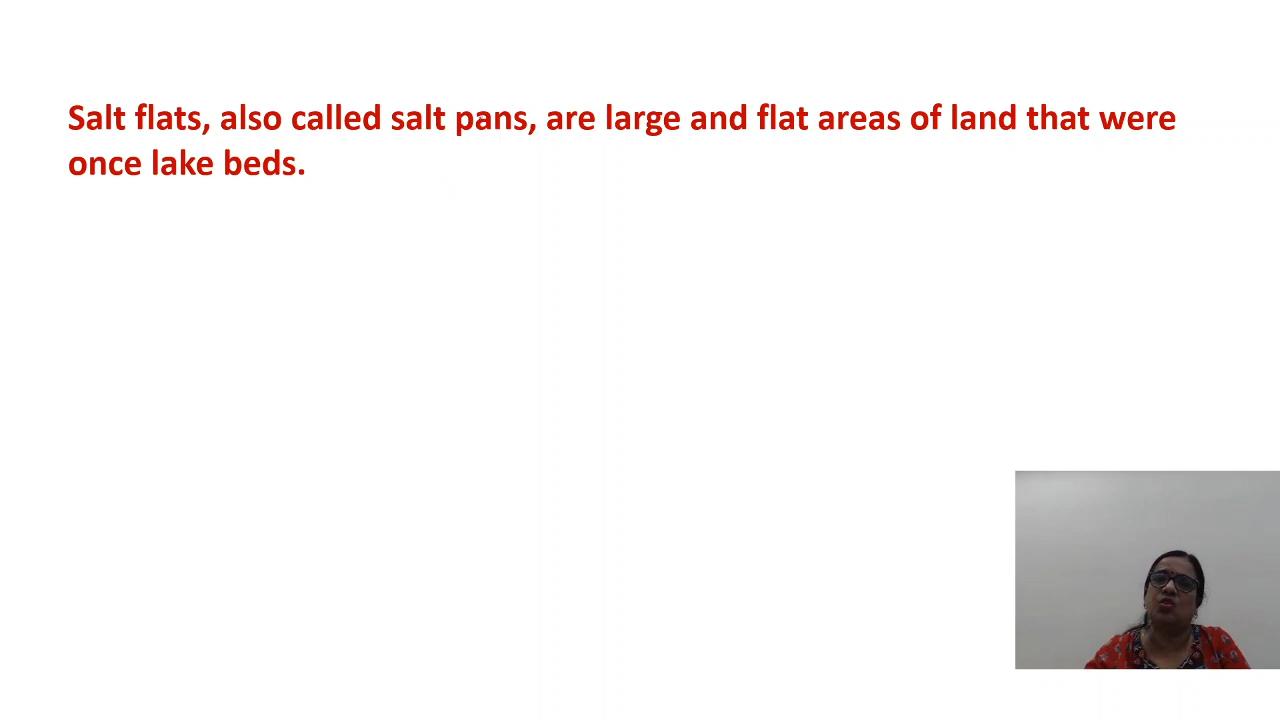 Salt flats, also called salt pans, are large and flat areas of land that were
once lake beds.